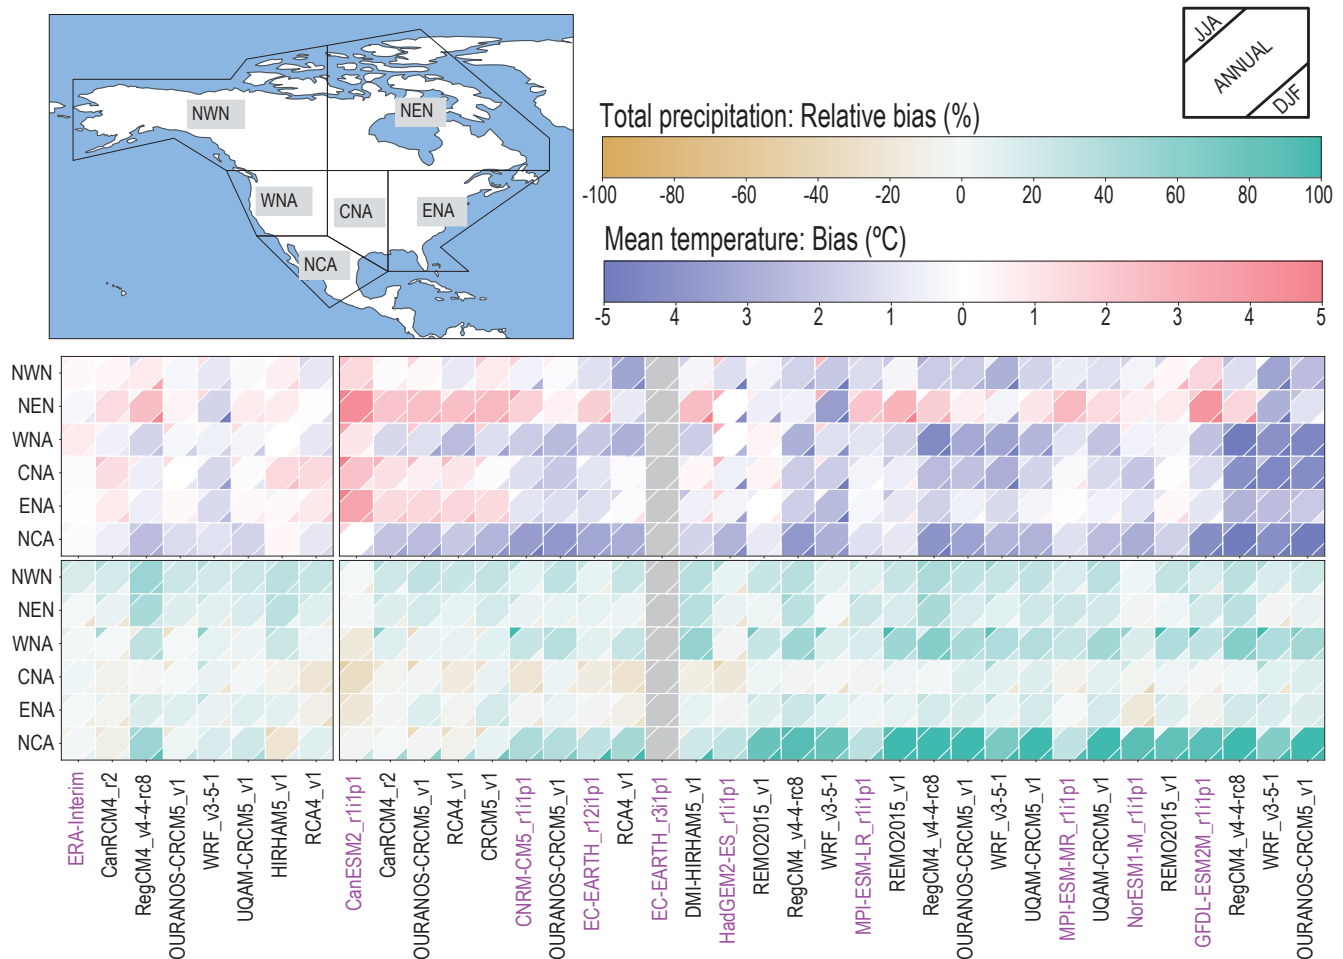 JJA
ANNUAL
DJF
NWN
NEN
WNA
CNA
ENA
NCA
Total precipitation: Relative bias (%)
-100 -80 -60 -40 -20 0 20 40 60 80 100
Mean temperature: Bias (ºC)
-5 4 3 2 1 0 1 2 3 4 5
NWN
NEN
WNA
CNA
ENA
NCA
NWN
NEN
WNA
CNA
ENA
NCA
ERA-Interim
CanRCM4_r2
RegCM4_v4-4-rc8
OURANOS-CRCM5_v1
WRF_v3-5-1
UQAM-CRCM5_v1
HIRHAM5_v1
RCA4_v1
CanESM2_r1i1p1
CanRCM4_r2
OURANOS-CRCM5_v1
RCA4_v1
CRCM5_v1
CNRM-CM5_r1i1p1
OURANOS-CRCM5_v1
EC-EARTH_r12i1p1
RCA4_v1
EC-EARTH_r3i1p1
DMI-HIRHAM5_v1
HadGEM2-ES_r1i1p1
REMO2015_v1
RegCM4_v4-4-rc8
WRF_v3-5-1
MPI-ESM-LR_r1i1p1
REMO2015_v1
RegCM4_v4-4-rc8
OURANOS-CRCM5_v1
WRF_v3-5-1
UQAM-CRCM5_v1
MPI-ESM-MR_r1i1p1
UQAM-CRCM5_v1
NorESM1-M_r1i1p1
REMO2015_v1
GFDL-ESM2M_r1i1p1
RegCM4_v4-4-rc8
WRF_v3-5-1
OURANOS-CRCM5_v1